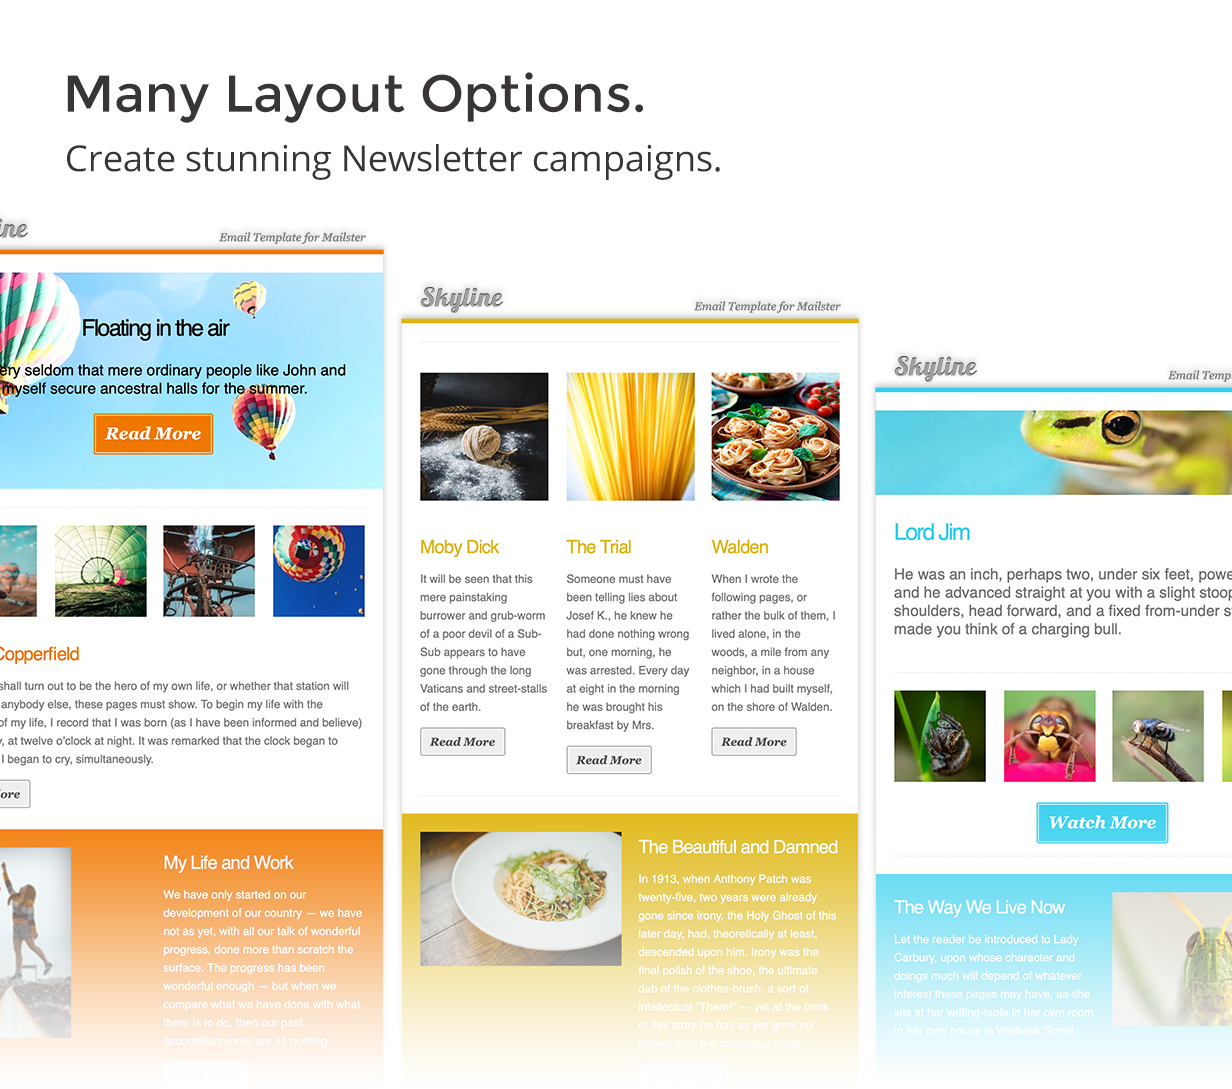 Many Layout Options.
Create stunning Newsletter campaigns.
Email Template for Mailster
Floating in the air
seldom that mere ordinary people like John and
myself secure ancestral halls for the summer.
Read More
Copperfield
shall turn out to be the hero of my own life, or whether that station will
anybody else, these pages must show. To begin my life with the
of my life, I record that I was born (as I have been informed and believe)
at twelve o'clock at night. It was remarked that the clock began to
I began to cry, simultaneously.
My Life and Work
We have only started on our
development of our country — we have
not as yet, with all our talk of wonderful
progress, done more than scratch the
surface. The progress has been
wonderful enough — but when we
compare what we have done with what
there is to do, then our past
accomplishments are as nothing.
Read More
Skyline
Email Template for Mailster
Moby Dick
It will be seen that this
mere painstaking
burrower and grub-worm
of a poor devil of a Sub-
Sub appears to have
gone through the long
Vaticans and street-stalls
of the earth.
Read More
The Trial
Someone must have
been telling lies about
Josef K., he knew he
had done nothing wrong
but, one morning, he
was arrested. Every day
at eight in the morning
he was brought his
breakfast by Mrs.
Read More
Walden
When I wrote the
following pages, or
rather the bulk of them, I
lived alone, in the
woods, a mile from any
neighbor, in a house
which I had built myself,
on the shore of Walden.
Read More
The Beautiful and Damned
In 1913, when Anthony Patch was
twenty-five, two years were already
gone since irony, the Holy Ghost of this
later day, had, theoretically at least,
descended upon him. Irony was the
final polish of the shoe, the ultimate
dab of the clothes-brush, a sort of
intellectual "There!" — yet at the brink
of this story he has as yet gone no
further than the conscious stage.
Skyline
Email
Lord Jim
He was an inch, perhaps two, under six feet,
and he advanced straight at you with a slight
shoulders, head forward, and a fixed from-under
made you think of a charging bull.
Watch More
The Way We Live Now
Let the reader be introduced to Lady
Carbury, upon whose character and
doings much will depend of whatever
interest these pages may have, as she
sits at her writing-table in her own room
in her own house in Welbeck Street.